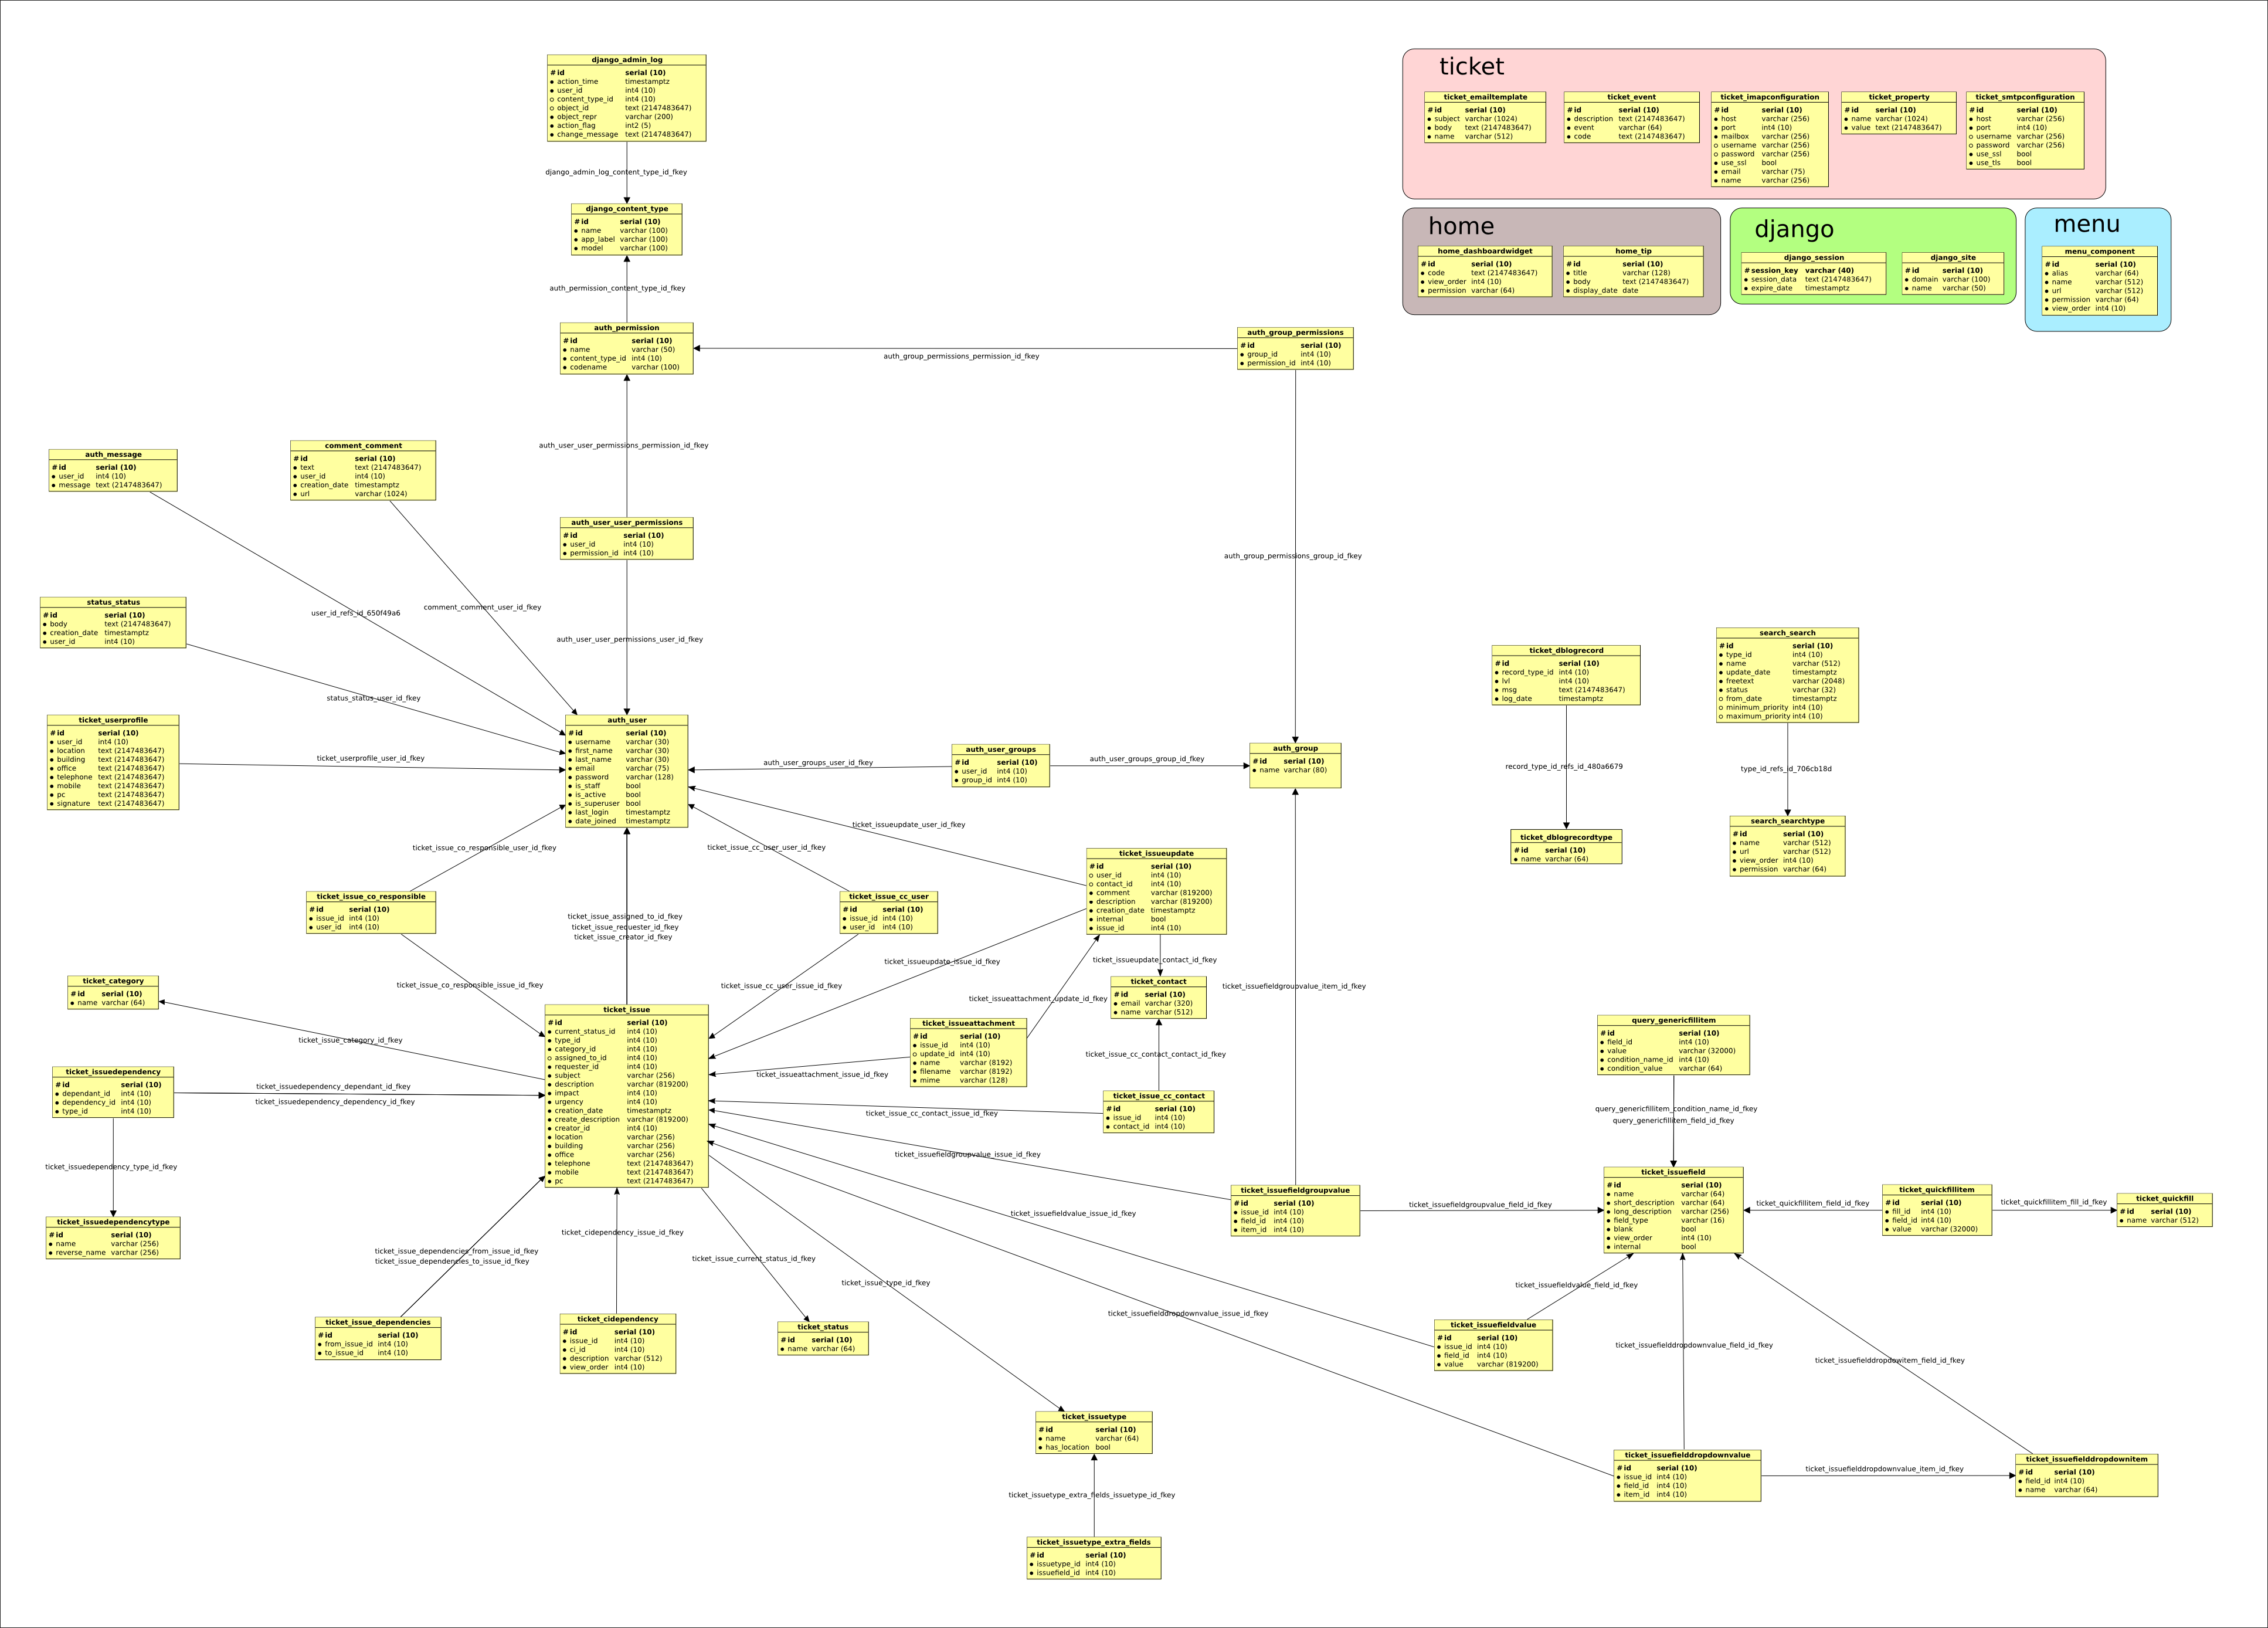 django_admin_log
# id serial (10)
action_time timestamptz
user_id int4 (10)
content_type_id int4 (10)
object_id text (2147483647)
object_repr varchar (200)
action_flag int2 (5)
change_message text (2147483647)
django_admin_log_content_type_id_fkey
django_content_type
# id serial (10)
name varchar (100)
app_label varchar (100)
model varchar (100)
auth_permission_content_type_id_fkey
auth_permission
# id serial (10)
name varchar (50)
content_type_id int4 (10)
codename varchar (100)
auth_group_permissions_permission_id_fkey
auth_group_permissions
# id serial (10)
group_id int4 (10)
permission_id int4 (10)
ticket
ticket_emailtemplate
# id serial (10)
subject varchar (1024)
body text (2147483647)
name varchar (512)
ticket_event
# id serial (10)
description text (2147483647)
event varchar (64)
code text (2147483647)
ticket_imapconfiguration
# id serial (10)
host varchar (256)
port int4 (10)
mailbox varchar (256)
username varchar (256)
password varchar (256)
use_ssl bool
email varchar (75)
name varchar (256)
ticket_property
# id serial (10)
name varchar (1024)
value text (2147483647)
ticket_smtpconfiguration
# id serial (10)
host varchar (256)
port int4 (10)
username varchar (256)
password varchar (256)
use_ssl bool
use_tls bool
home
home_dashboardwidget
# id serial (10)
code text (2147483647)
view_order int4 (10)
permission varchar (64)
home_tip
# id serial (10)
title varchar (128)
body text (2147483647)
display_date date
django
django_session
# session_key varchar (40)
session_data text (2147483647)
expire_date timestamptz
django_site
# id serial (10)
domain varchar (100)
name varchar (50)
menu
menu_component
# id serial (10)
alias varchar (64)
name varchar (512)
url varchar (512)
permission varchar (64)
view_order int4 (10)
auth_message
# id serial (10)
user_id int4 (10)
message text (2147483647)
comment_comment
# id serial (10)
text text (2147483647)
user_id int4 (10)
creation_date timestamptz
url varchar (1024)
auth_user_user_permissions_permission_id_fkey
auth_user_user_permissions
# id serial (10)
user_id int4 (10)
permission_id int4 (10)
auth_group_permissions_group_id_fkey
status_status
# id serial (10)
body text (2147483647)
creation_date timestamptz
user_id int4 (10)
user_id_refs_id_650f49a6
comment_comment_user_id_fkey
auth_user_user_permissions_user_id_fkey
status_status_user_id_fkey
ticket_userprofile
# id serial (10)
user_id int4 (10)
location text (2147483647)
building text (2147483647)
office text (2147483647)
telephone text (2147483647)
mobile text (2147483647)
pc text (2147483647)
signature text (2147483647)
ticket_userprofile_user_id_fkey
auth_user
# id serial (10)
username varchar (30)
first_name varchar (30)
last_name varchar (30)
email varchar (75)
password varchar (128)
is_staff bool
is_active bool
is_superuser bool
last_login timestamptz
date_joined timestamptz
auth_user_groups_user_id_fkey
auth_user_groups
# id serial (10)
user_id int4 (10)
group_id int4 (10)
auth_user_groups_group_id_fkey
auth_group
# id serial (10)
name varchar (80)
ticket_dblogrecord
# id serial (10)
record_type_id int4 (10)
lvl int4 (10)
msg text (2147483647)
log_date timestamptz
record_type_id_refs_id_480a6679
ticket_dblogrecordtype
# id serial (10)
name varchar (64)
search_search
# id serial (10)
type_id int4 (10)
name varchar (512)
update_date timestamptz
freetext varchar (2048)
status varchar (32)
from_date timestamptz
minimum_priority int4 (10)
maximum_priority int4 (10)
type_id_refs_id_706cb18d
search_searchtype
# id serial (10)
name varchar (512)
url varchar (512)
view_order int4 (10)
permission varchar (64)
ticket_issue_co_responsible_user_id_fkey
ticket_issue_cc_user_user_id_fkey
ticket_issueupdate_user_id_fkey
ticket_issueupdate
# id serial (10)
user_id int4 (10)
contact_id int4 (10)
comment varchar (819200)
description varchar (819200)
creation_date timestamptz
internal bool
issue_id int4 (10)
ticket_issue_co_responsible
# id serial (10)
issue_id int4 (10)
user_id int4 (10)
ticket_issue_assigned_to_id_fkey
ticket_issue_requester_id_fkey
ticket_issue_creator_id_fkey
ticket_issue_cc_user
# id serial (10)
issue_id int4 (10)
user_id int4 (10)
ticket_issueupdate_issue_id_fkey
ticket_issueupdate_contact_id_fkey
ticket_category
# id serial (10)
name varchar (64)
ticket_issue_co_responsible_issue_id_fkey
ticket_issue_cc_user_issue_id_fkey
ticket_issueattachment_update_id_fkey
ticket_contact
# id serial (10)
email varchar (320)
name varchar (512)
ticket_issuefieldgroupvalue_item_id_fkey
ticket_issue_category_id_fkey
ticket_issue
# id serial (10)
current_status_id int4 (10)
type_id int4 (10)
category_id int4 (10)
assigned_to_id int4 (10)
requester_id int4 (10)
subject varchar (256)
description varchar (819200)
impact int4 (10)
urgency int4 (10)
creation_date timestamptz
create_description varchar (819200)
creator_id int4 (10)
location varchar (256)
building varchar (256)
office varchar (256)
telephone text (2147483647)
mobile text (2147483647)
pc text (2147483647)
ticket_issueattachment
# id serial (10)
issue_id int4 (10)
update_id int4 (10)
name varchar (8192)
filename varchar (8192)
mime varchar (128)
ticket_issueattachment_issue_id_fkey
ticket_issue_cc_contact_contact_id_fkey
ticket_issue_cc_contact
# id serial (10)
issue_id int4 (10)
contact_id int4 (10)
ticket_issue_cc_contact_issue_id_fkey
query_genericfillitem
# id serial (10)
field_id int4 (10)
value varchar (32000)
condition_name_id int4 (10)
condition_value varchar (64)
query_genericfillitem_condition_name_id_fkey
query_genericfillitem_field_id_fkey
ticket_issuedependency
# id serial (10)
dependant_id int4 (10)
dependency_id int4 (10)
type_id int4 (10)
ticket_issuedependency_dependant_id_fkey
ticket_issuedependency_dependency_id_fkey
ticket_issuedependency_type_id_fkey
ticket_issuedependencytype
# id serial (10)
name varchar (256)
reverse_name varchar (256)
ticket_issuefieldgroupvalue_issue_id_fkey
ticket_issuefieldgroupvalue
# id serial (10)
issue_id int4 (10)
field_id int4 (10)
item_id int4 (10)
ticket_issuefieldgroupvalue_field_id_fkey
ticket_issuefield
# id serial (10)
name varchar (64)
short_description varchar (64)
long_description varchar (256)
field_type varchar (16)
blank bool
view_order int4 (10)
internal bool
ticket_quickfillitem_field_id_fkey
ticket_quickfillitem
# id serial (10)
fill_id int4 (10)
field_id int4 (10)
value varchar (32000)
ticket_quickfillitem_fill_id_fkey
ticket_quickfill
# id serial (10)
name varchar (512)
ticket_issuefieldvalue_issue_id_fkey
ticket_issue_dependencies_from_issue_id_fkey
ticket_issue_dependencies_to_issue_id_fkey
ticket_cidependency_issue_id_fkey
ticket_issue_current_status_id_fkey
ticket_issue_type_id_fkey
ticket_issuefielddropdownvalue_issue_id_fkey
ticket_issuefieldvalue_field_id_fkey
ticket_issue_dependencies
# id serial (10)
from_issue_id int4 (10)
to_issue_id int4 (10)
ticket_cidependency
# id serial (10)
issue_id int4 (10)
ci_id int4 (10)
description varchar (512)
view_order int4 (10)
ticket_status
# id serial (10)
name varchar (64)
ticket_issuefieldvalue
# id serial (10)
issue_id int4 (10)
field_id int4 (10)
value varchar (819200)
ticket_issuefielddropdownvalue_field_id_fkey
ticket_issuefielddropdowitem_field_id_fkey
ticket_issuetype
# id serial (10)
name varchar (64)
has_location bool
ticket_issuetype_extra_fields_issuetype_id_fkey
ticket_issuetype_extra_fields
# id serial (10)
issuetype_id int4 (10)
issuefield_id int4 (10)
ticket_issuefielddropdownvalue
# id serial (10)
issue_id int4 (10)
field_id int4 (10)
item_id int4 (10)
ticket_issuefielddropdownvalue_item_id_fkey
ticket_issuefielddropdownitem
# id serial (10)
field_id int4 (10)
name varchar (64)